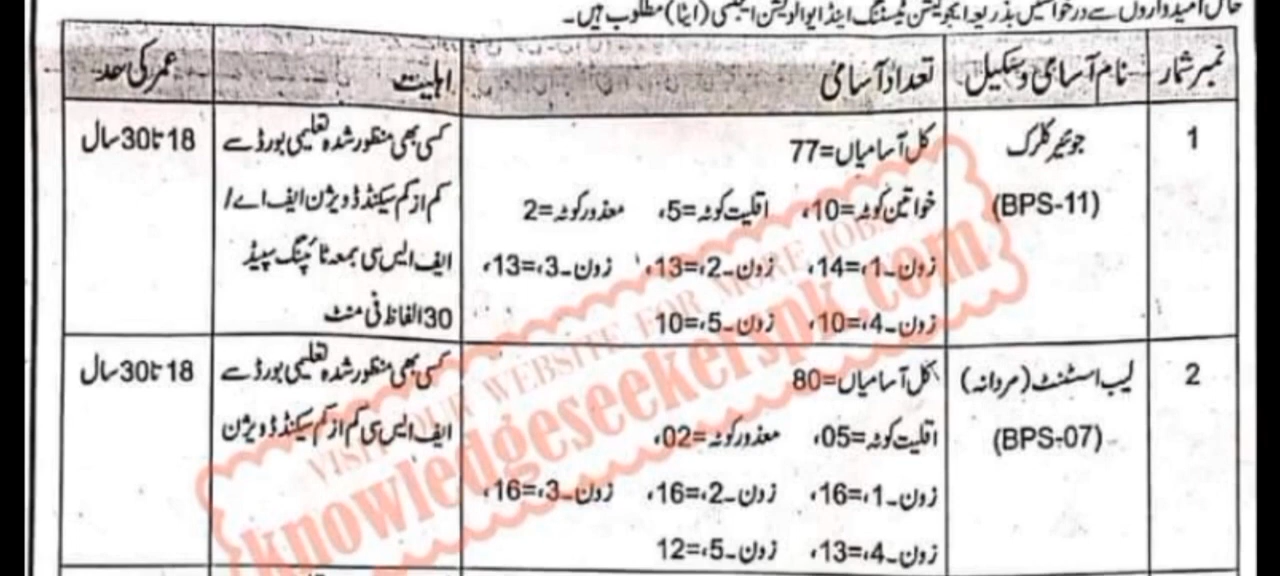 حامل امیدواروں سے درخواستیں بذریعہ ایجوکیشن ٹیسٹنگ اینڈ ایوالویشن ایجنسی (ایٹا) مطلوب ہیں۔
نمبر شمار نام آسامی و سکیل تعداد آسامی اہلیت عمر کی حد
1 جونیئر کلرک کل آسامیاں=77 کسی بھی منظور شدہ تعلیمی بورڈ سے 18 تا 30 سال
(BPS-11) خواتین کوٹہ=10، اقلیت کوٹہ=5، معذور کوٹہ=2 کم از کم سیکنڈ ڈویژن ایف اے/
زون۔1،=14، زون۔2،=13، زون۔3،=13، ایف ایس سی بمعہ ٹائپنگ سپیڈ
زون۔4،=10، زون۔5،=10 30 الفاظ فی منٹ
2 لیب اسسٹنٹ (مردانہ) کل آسامیاں=80 کسی بھی منظور شدہ تعلیمی بورڈ سے 18 تا 30 سال
(BPS-07) اقلیت کوٹہ=05، معذور کوٹہ=02، ایف ایس سی کم از کم سیکنڈ ڈویژن
زون۔1،=16، زون۔2،=16، زون۔3،=16،
زون۔4،=13، زون۔5،=12
VISIT OUR WEBSITE FOR MORE JOBS
knowledgeseekerspk.com